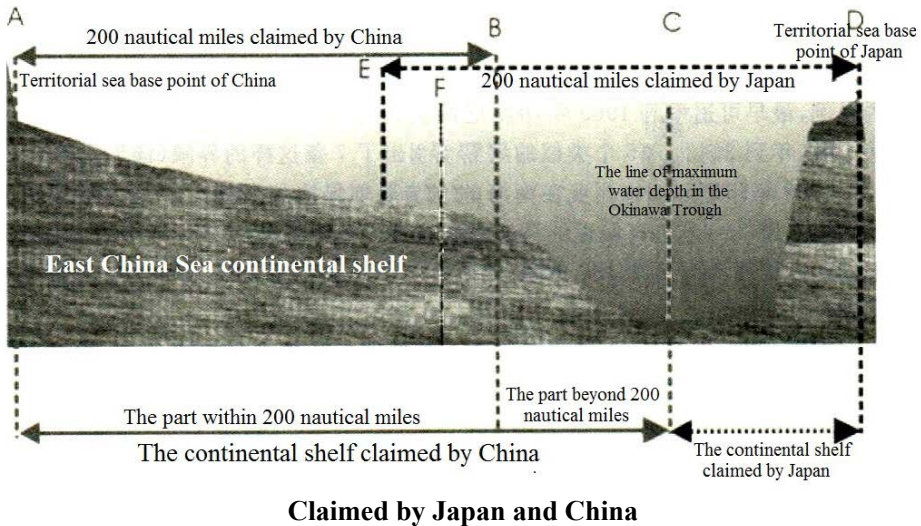 A
B
C
D
200 nautical miles claimed by China
Territorial sea base
point of Japan
E
Territorial sea base point of China
200 nautical miles claimed by Japan
F
The line of maximum
water depth in the
Okinawa Trough
East China Sea continental shelf
The part within 200 nautical miles
The part beyond 200
nautical miles
The continental shelf claimed by China
The continental shelf
claimed by Japan
Claimed by Japan and China